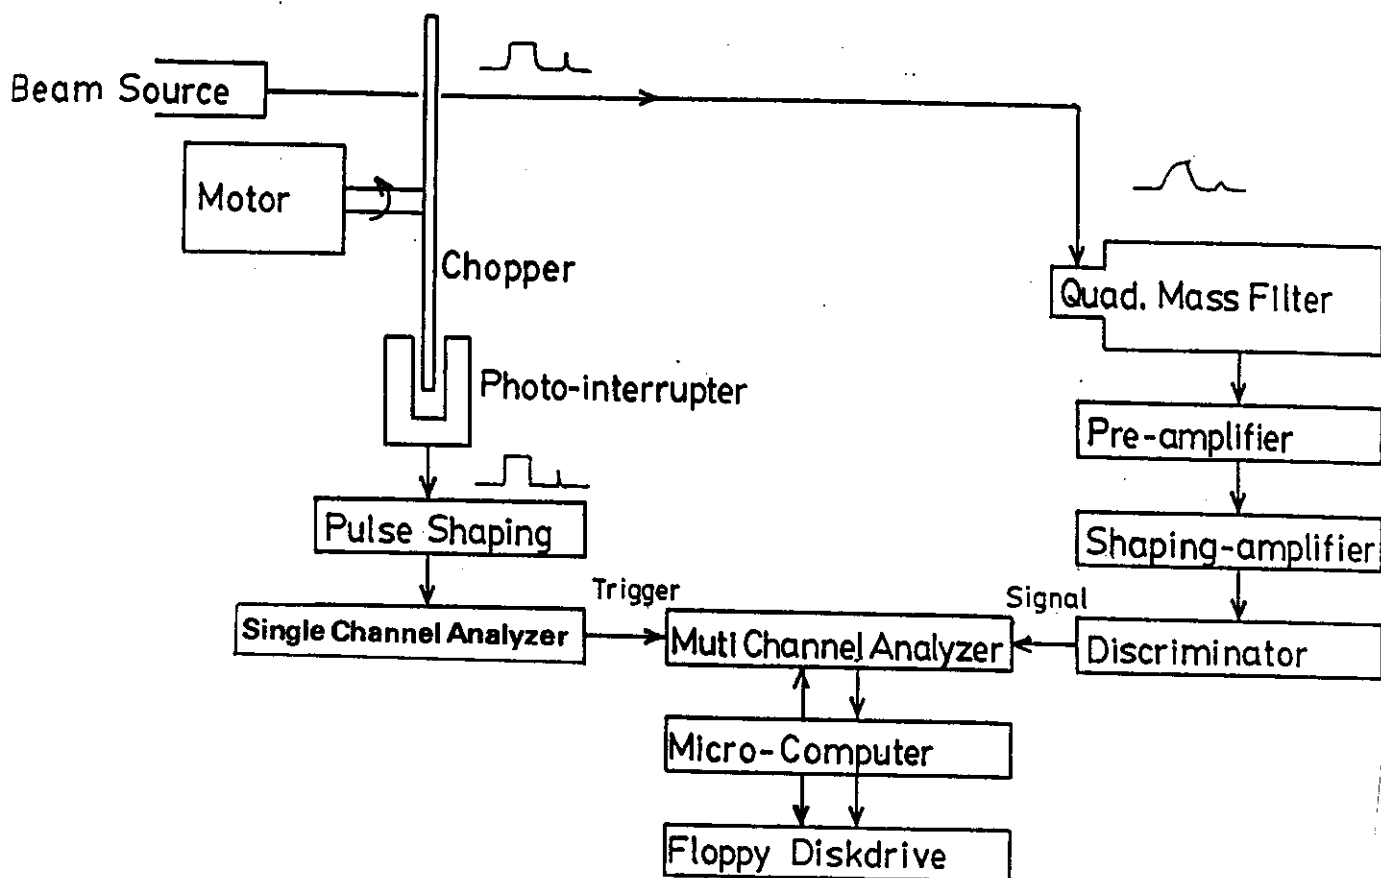 Beam Source
Motor
Chopper
Photo-interrupter
Pulse Shaping
Single Channel Analyzer
Trigger
Muti Channel Analyzer
Signal
Quad. Mass Filter
Pre-amplifier
Shaping-amplifier
Discriminator
Micro-Computer
Floppy Diskdrive